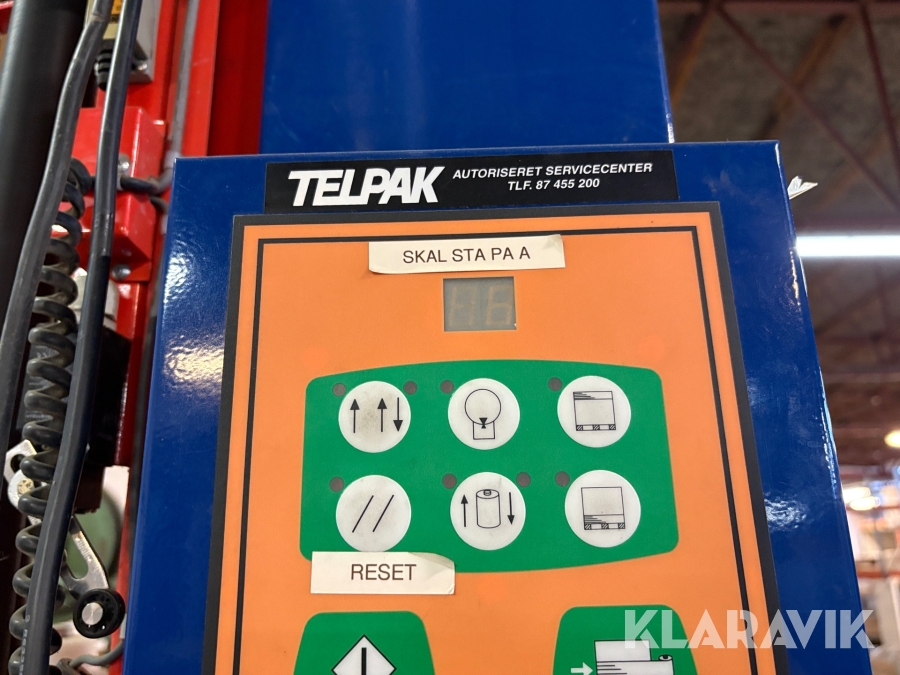 TELPAK
AUTORISERET SERVICECENTER
TLF. 87 455 200
SKAL STA PA A
RESET
KLARAVIK